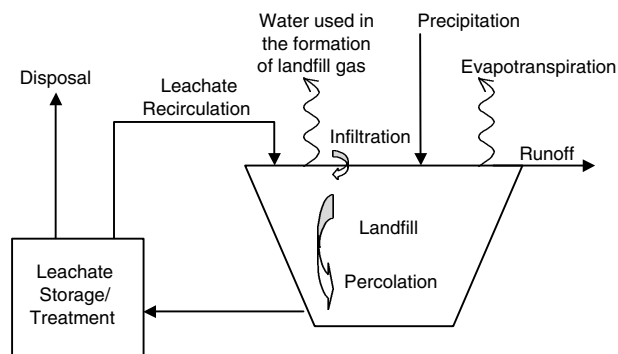 Water used in
the formation
of landfill gas
Precipitation
Disposal
Evapotranspiration
Leachate
Recirculation
Infiltration
Runoff
Landfill
Percolation
Leachate
Storage/
Treatment